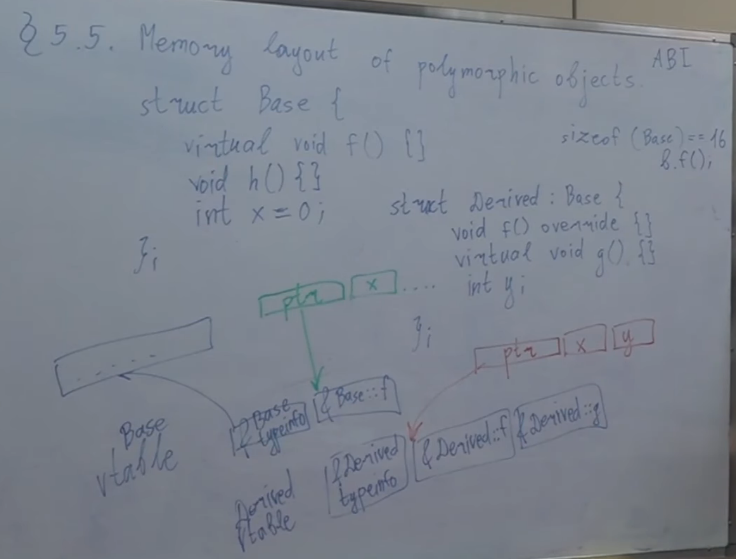 § 5.5. Memory layout of polymorphic objects.
ABI
struct Base {
virtual void f() {}
void h() {}
int x = 0;
};
sizeof (Base) == 16
b.f();
struct Derived : Base {
void f() override {}
virtual void g() {}
int y;
};
ptr x ....
ptr x y
Base vtable
&Base typeinfo &Base::f
Derived vtable
&Derived typeinfo &Derived::f &Derived::g